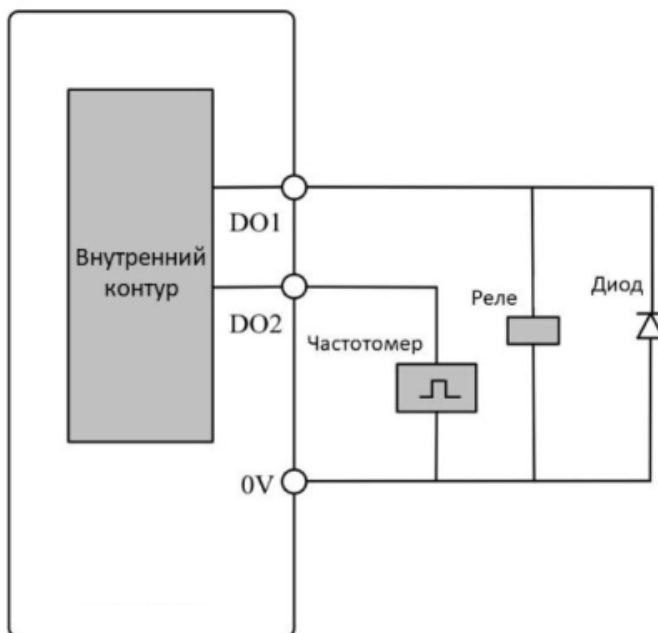 DO1
Внутренний
контур
DO2
Частотомер
Реле
Диод
0V